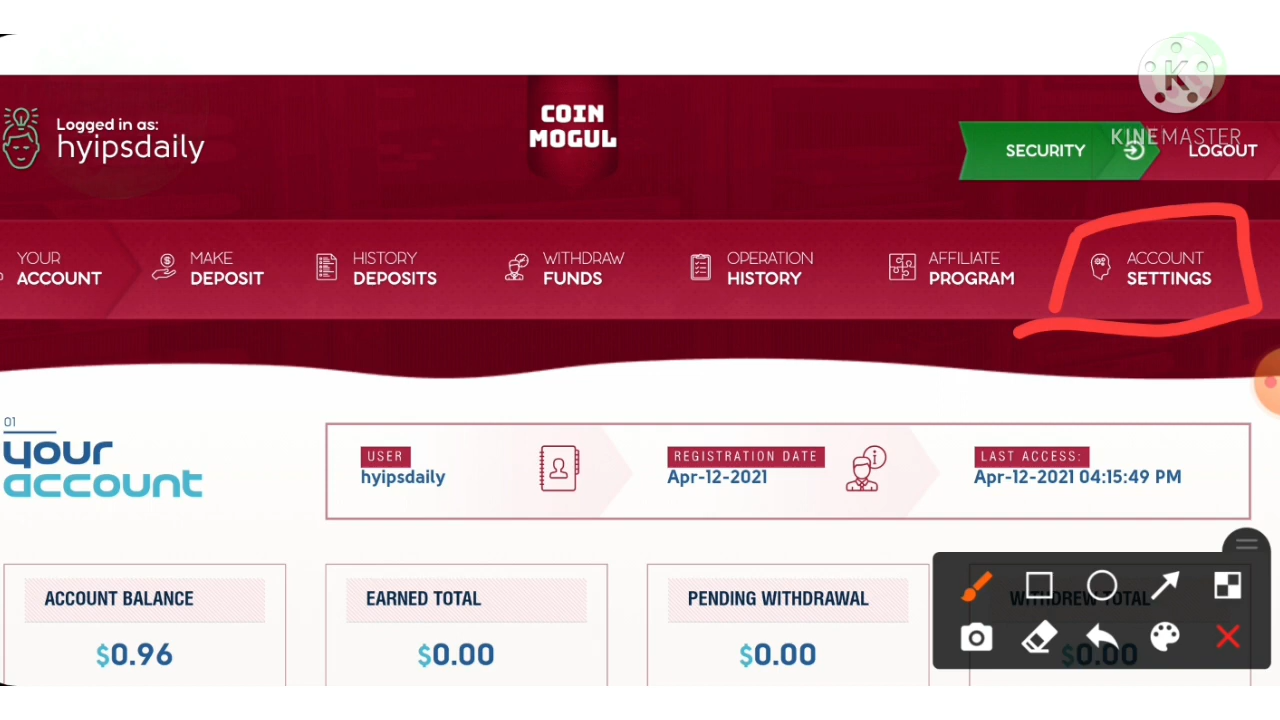 Logged in as:
hyipsdaily
COIN
MOGUL
K
KINEMASTER
SECURITY
LOGOUT
YOUR
ACCOUNT
MAKE
DEPOSIT
HISTORY
DEPOSITS
WITHDRAW
FUNDS
OPERATION
HISTORY
AFFILIATE
PROGRAM
ACCOUNT
SETTINGS
01
your
account
USER
hyipsdaily
REGISTRATION DATE
Apr-12-2021
LAST ACCESS:
Apr-12-2021 04:15:49 PM
ACCOUNT BALANCE
$0.96
EARNED TOTAL
$0.00
PENDING WITHDRAWAL
$0.00
WITHDREW TOTAL
$0.00